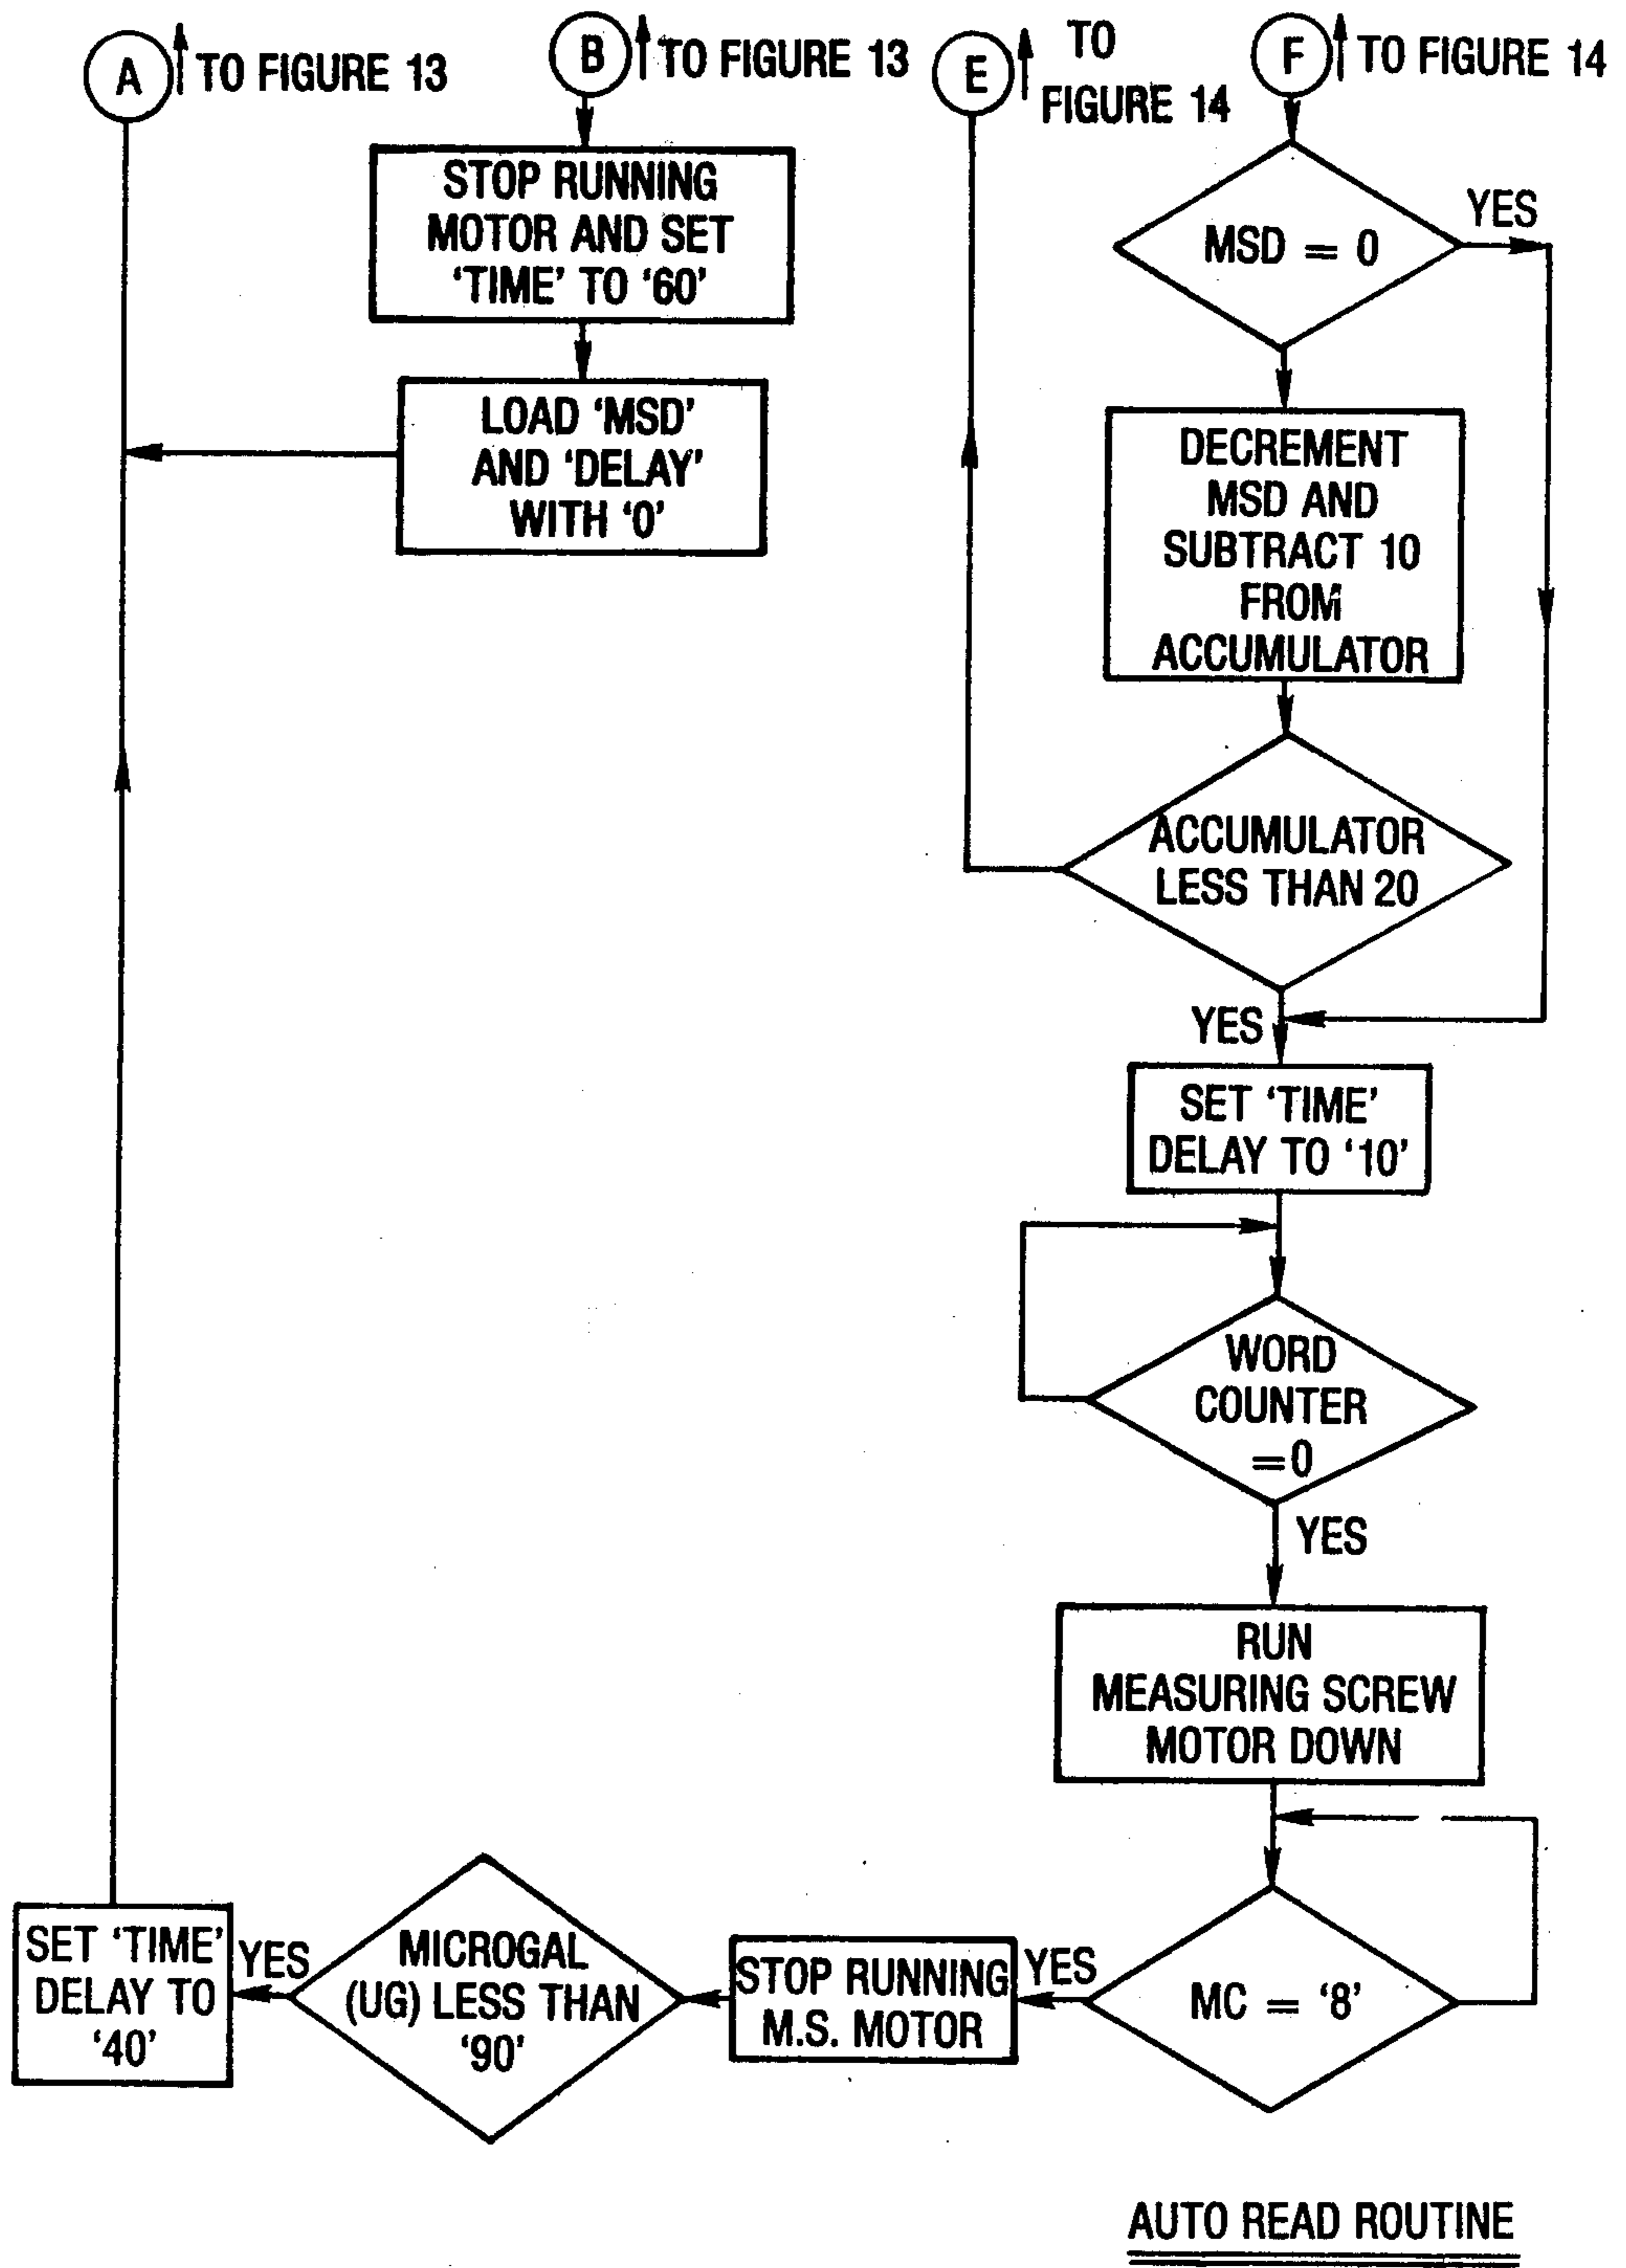 A
TO FIGURE 13
B
TO FIGURE 13
E
TO
FIGURE 14
F
TO FIGURE 14
STOP RUNNING
MOTOR AND SET
‘TIME’ TO ‘60’
LOAD ‘MSD’
AND ‘DELAY’
WITH ‘0’
MSD = 0
YES
DECREMENT
MSD AND
SUBTRACT 10
FROM
ACCUMULATOR
ACCUMULATOR
LESS THAN 20
YES
SET ‘TIME’
DELAY TO ‘10’
WORD
COUNTER
=0
YES
RUN
MEASURING SCREW
MOTOR DOWN
MC = ‘8’
YES
STOP RUNNING
M.S. MOTOR
MICROGAL
(UG) LESS THAN
‘90’
YES
SET ‘TIME’
DELAY TO
‘40’
AUTO READ ROUTINE